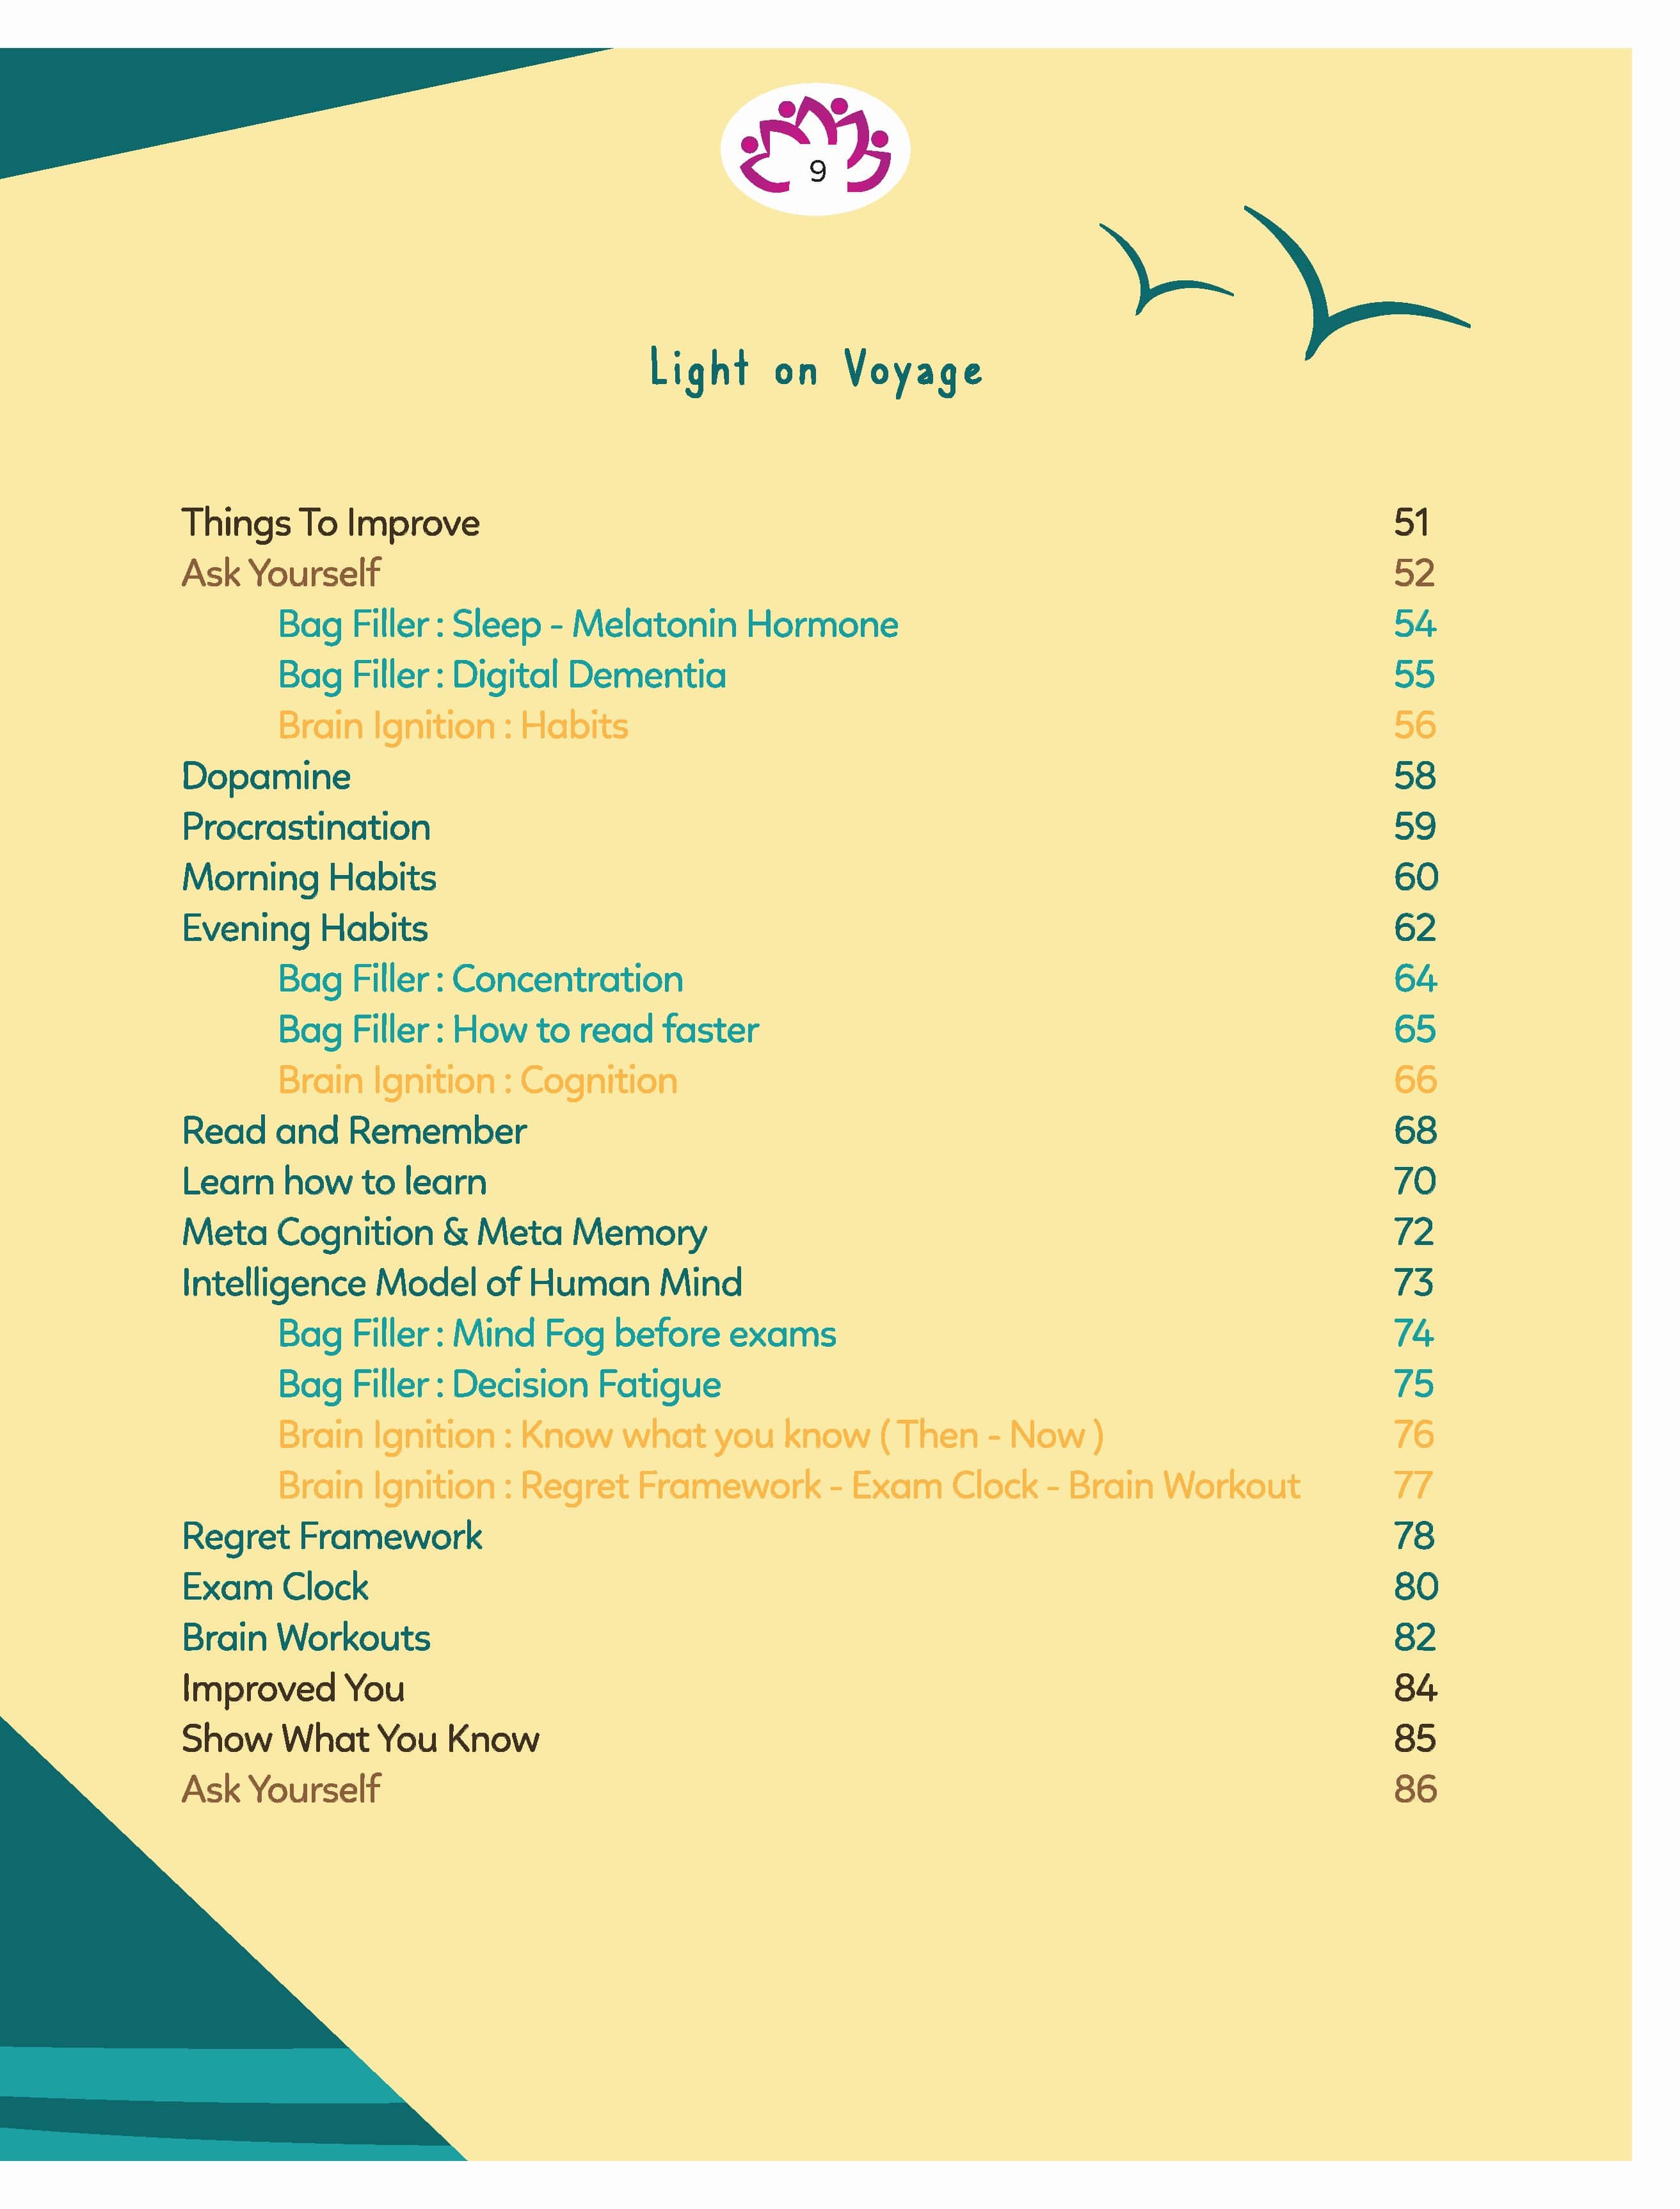 9
Light on Voyage
Things To Improve 51
Ask Yourself 52
Bag Filler : Sleep - Melatonin Hormone 54
Bag Filler : Digital Dementia 55
Brain Ignition : Habits 56
Dopamine 58
Procrastination 59
Morning Habits 60
Evening Habits 62
Bag Filler : Concentration 64
Bag Filler : How to read faster 65
Brain Ignition : Cognition 66
Read and Remember 68
Learn how to learn 70
Meta Cognition & Meta Memory 72
Intelligence Model of Human Mind 73
Bag Filler : Mind Fog before exams 74
Bag Filler : Decision Fatigue 75
Brain Ignition : Know what you know ( Then - Now ) 76
Brain Ignition : Regret Framework - Exam Clock - Brain Workout 77
Regret Framework 78
Exam Clock 80
Brain Workouts 82
Improved You 84
Show What You Know 85
Ask Yourself 86